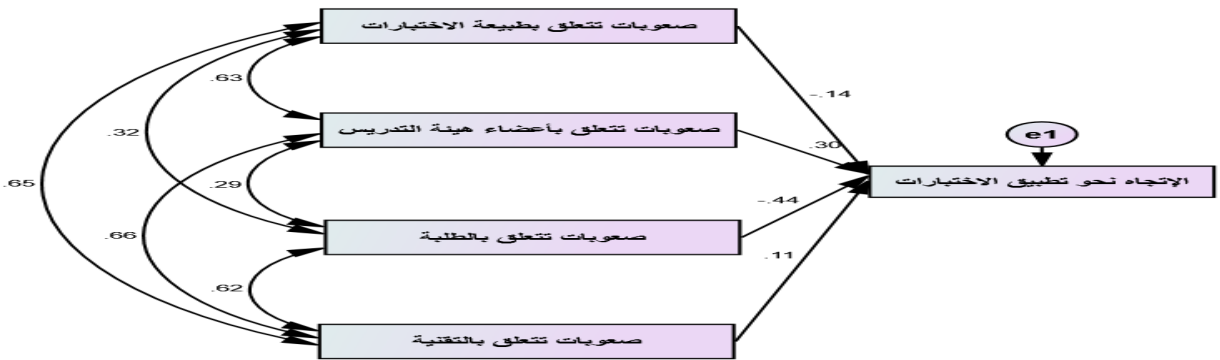 صعوبات تتعلق بطبيعة الاختبارات
.63
-.14
.32
صعوبات تتعلق بأعضاء هيئة التدريس
.30
e1
.65
.29
الإتجاه نحو تطبيق الاختبارات
-.44
.66
صعوبات تتعلق بالطلبة
.11
.62
صعوبات تتعلق بالتقنية